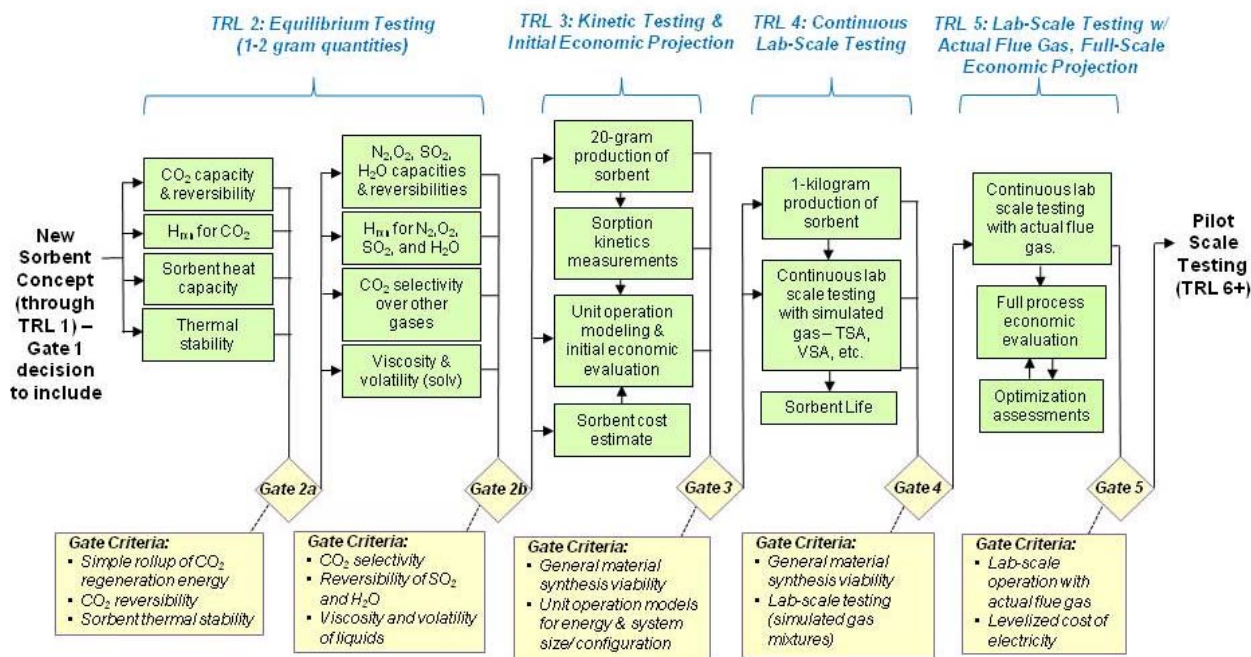 TRL 2: Equilibrium Testing
(1-2 gram quantities)
TRL 3: Kinetic Testing &
Initial Economic Projection
TRL 4: Continuous
Lab-Scale Testing
TRL 5: Lab-Scale Testing w/
Actual Flue Gas, Full-Scale
Economic Projection
New
Sorbent
Concept
(through
TRL 1) –
Gate 1
decision
to include
CO₂ capacity
& reversibility
for CO₂
Sorbent heat
capacity
Thermal
stability
N₂,O₂, SO₂,
H₂O capacities
& reversibilities
for N₂,O₂,
SO₂, and H₂O
CO₂ selectivity
over other
gases
Viscosity &
volatility (solv)
20-gram
production of
sorbent
Sorption
kinetics
measurements
Unit operation
modeling &
initial economic
evaluation
Sorbent cost
estimate
1-kilogram
production of
sorbent
Continuous lab
scale testing
with simulated
gas – TSA,
VSA, etc.
Sorbent Life
Continuous lab
scale testing
with actual flue
gas.
Full process
economic
evaluation
Optimization
assessments
Pilot
Scale
Testing
(TRL 6+)
Gate 2a
Gate 2b
Gate 3
Gate 4
Gate 5
Gate Criteria:
▪ Simple rollup of CO₂
regeneration energy
▪ CO₂ reversibility
▪ Sorbent thermal stability
Gate Criteria:
▪ CO₂ selectivity
▪ Reversibility of SO₂
and H₂O
▪ Viscosity and volatility
of liquids
Gate Criteria:
▪ General material
synthesis viability
▪ Unit operation models
for energy & system
size/configuration
Gate Criteria:
▪ General material
synthesis viability
▪ Lab-scale testing
(simulated gas
mixtures)
Gate Criteria:
▪ Lab-scale
operation with
actual flue gas
▪ Levelized cost of
electricity